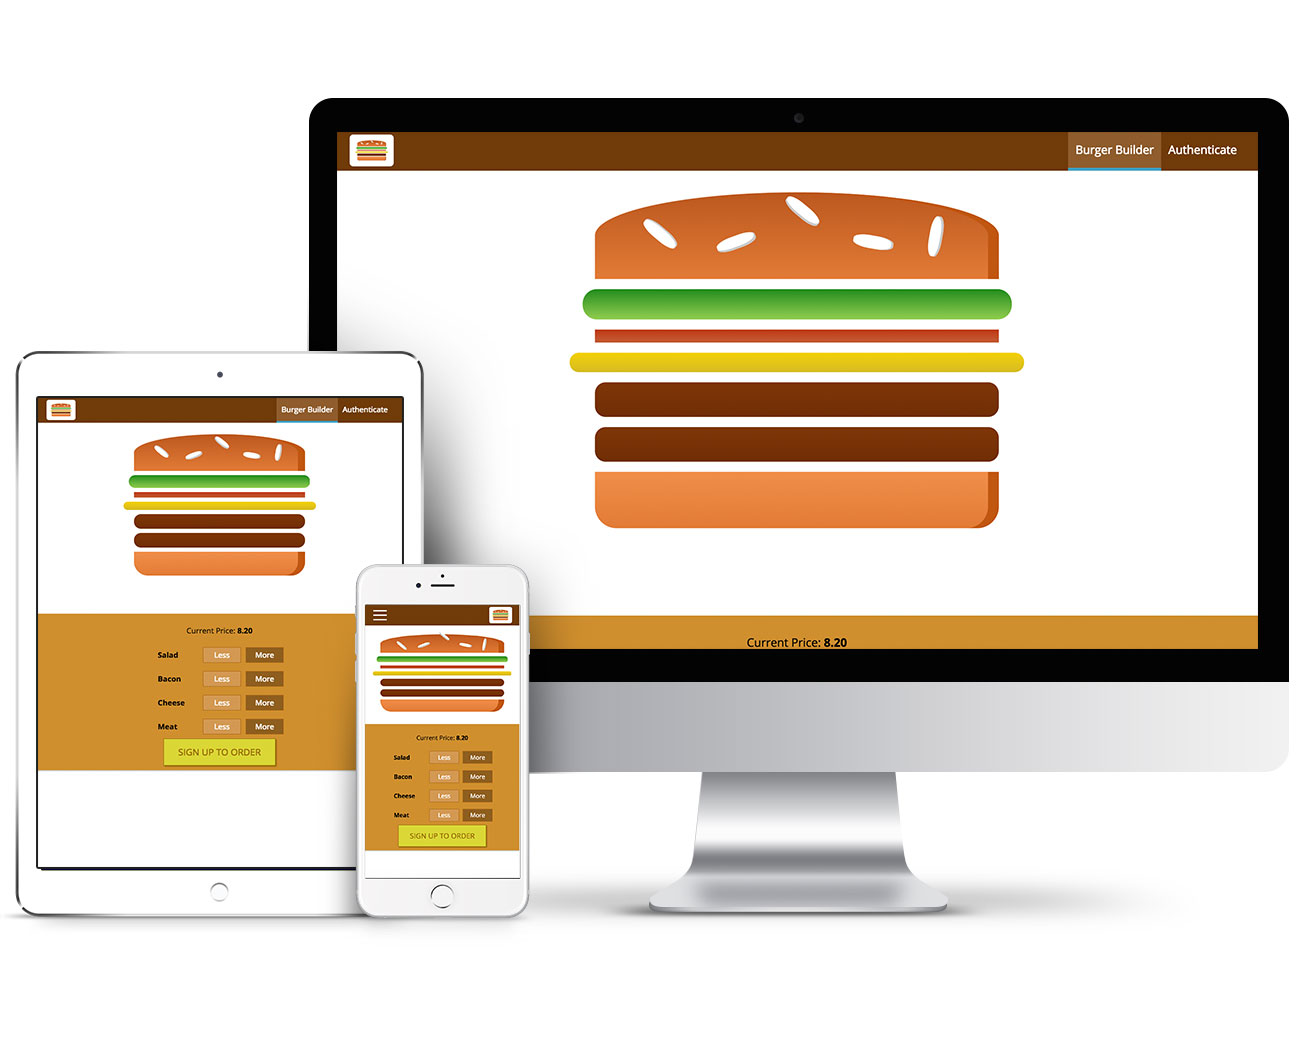 Burger Builder Authenticate
Current Price: 8.20
Burger Builder Authenticate
Current Price: 8.20
Salad Less More
Bacon Less More
Cheese Less More
Meat Less More
SIGN UP TO ORDER
Current Price: 8.20
Salad Less More
Bacon Less More
Cheese Less More
Meat Less More
SIGN UP TO ORDER